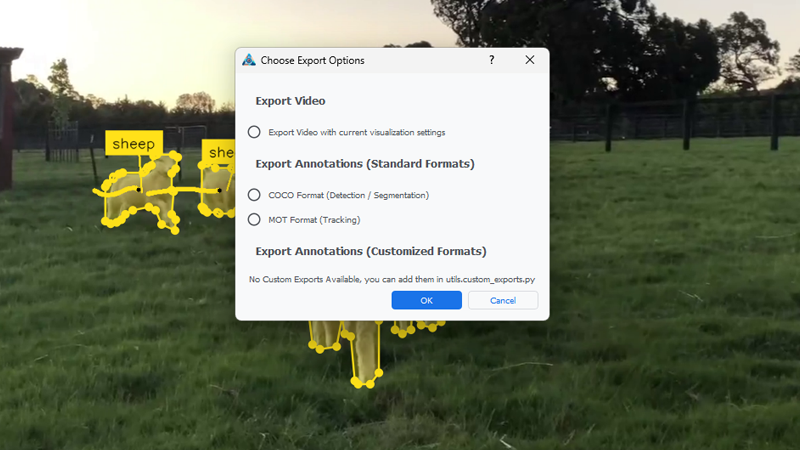 Choose Export Options
?
Export Video
Export Video with current visualization settings
Export Annotations (Standard Formats)
sheep
COCO Format (Detection / Segmentation)
MOT Format (Tracking)
Export Annotations (Customized Formats)
No Custom Exports Available, you can add them in utils.custom_exports.py
OK
Cancel